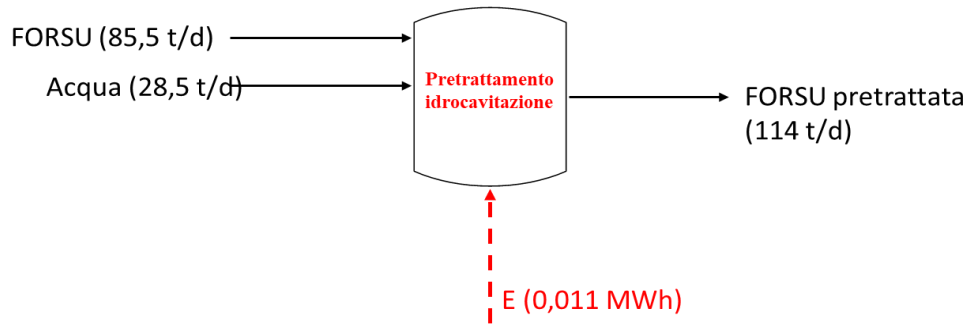 FORSU (85,5 t/d)
Acqua (28,5 t/d)
Pretrattamento
idrocavitazione
FORSU pretrattata
(114 t/d)
E (0,011 MWh)